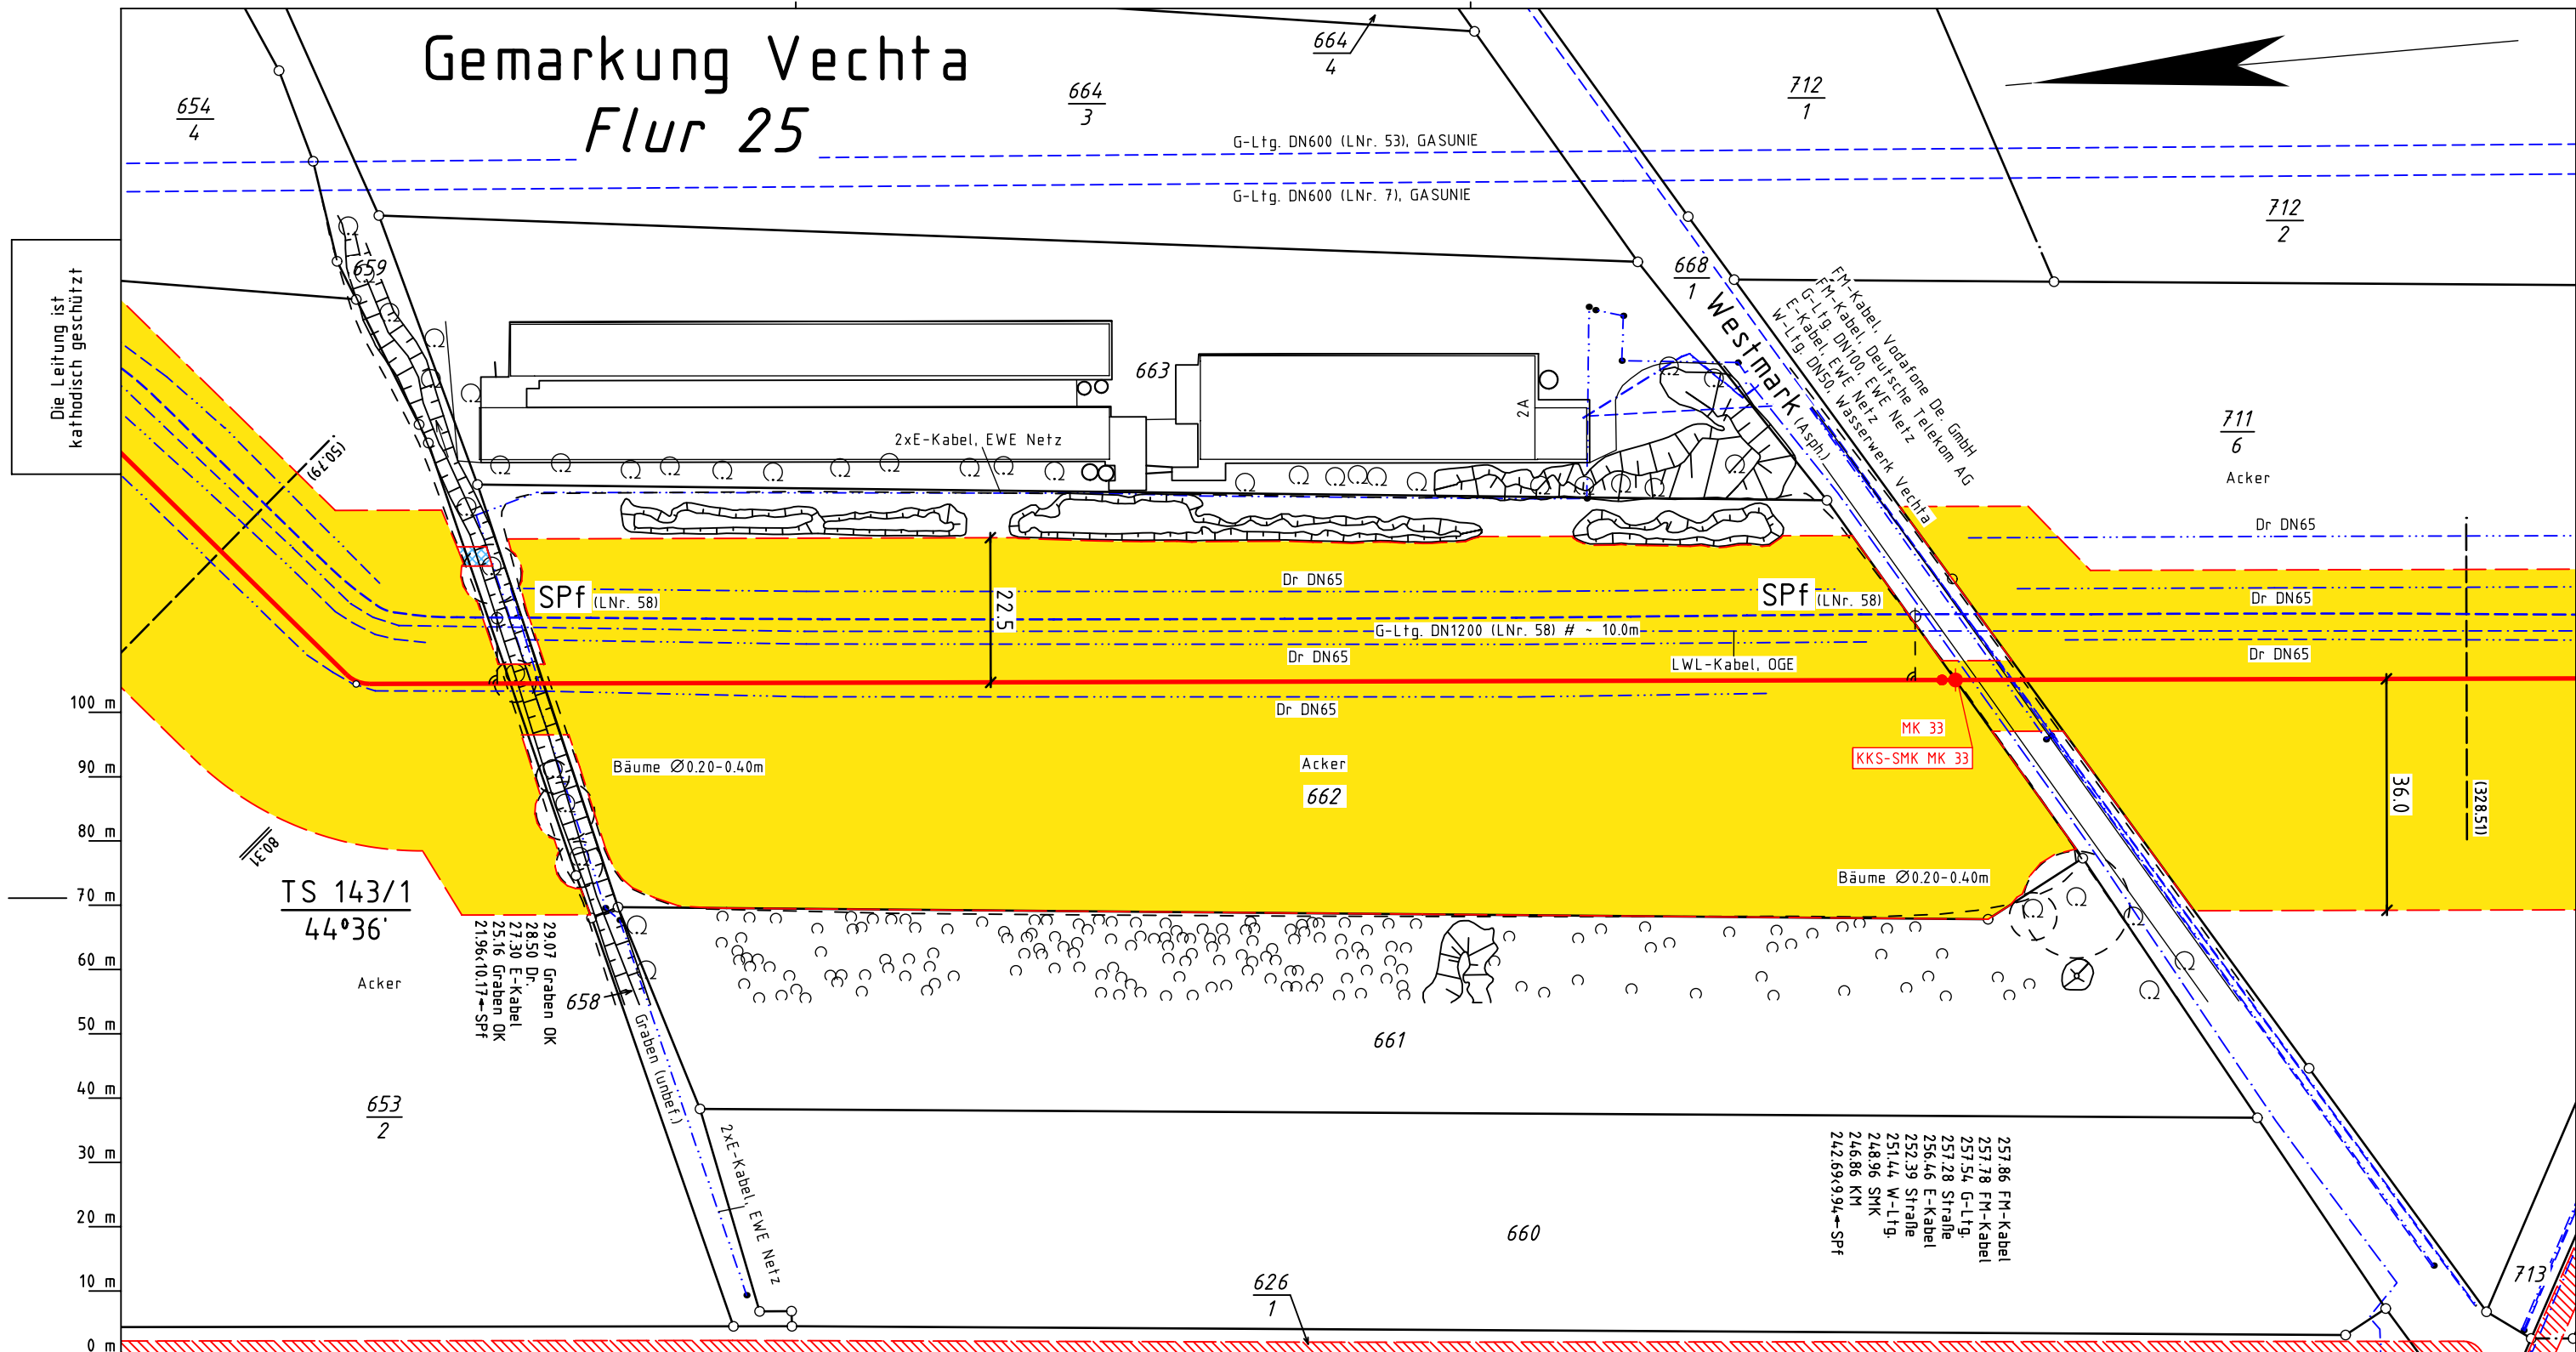 Gemarkung Vechta
Flur 25
654
4
664
3
664
4
712
1
712
2
G-Ltg. DN600 (LNr. 53), GASUNIE
G-Ltg. DN600 (LNr. 7), GASUNIE
Die Leitung ist
kathodisch geschützt
659
668
1
663
2A
Westmark (Asph.)
FM-Kabel, Vodafone De. GmbH
FM-Kabel, Deutsche Telekom AG
G-Ltg. DN100, EWE Netz
E-Kabel, EWE Netz
W-Ltg. DN50, Wasserwerk Vechta
711
6
Acker
(50.79)
2xE-Kabel, EWE Netz
Dr DN65
SPf (LNr. 58)
22.5
Dr DN65
SPf (LNr. 58)
Dr DN65
G-Ltg. DN1200 (LNr. 58) # ~ 10.0m
Dr DN65
LWL-Kabel, OGE
Dr DN65
Dr DN65
MK 33
KKS-SMK MK 33
36.0
(328.51)
Bäume Ø0.20-0.40m
Acker
662
Bäume Ø0.20-0.40m
80.31
TS 143/1
44°36'
Acker
29.07 Graben OK
28.50 Dr.
27.30 E-Kabel
25.16 Graben OK
21.96<10.17←SPf
658
Graben (unbef.)
661
653
2
2xE-Kabel, EWE Netz
257.86 FM-Kabel
257.78 FM-Kabel
257.54 G-Ltg.
257.28 Straße
256.46 E-Kabel
252.39 Straße
251.44 W-Ltg.
248.96 SMK
246.86 KM
242.69<9.94←SPf
660
626
1
713
100 m
90 m
80 m
70 m
60 m
50 m
40 m
30 m
20 m
10 m
0 m